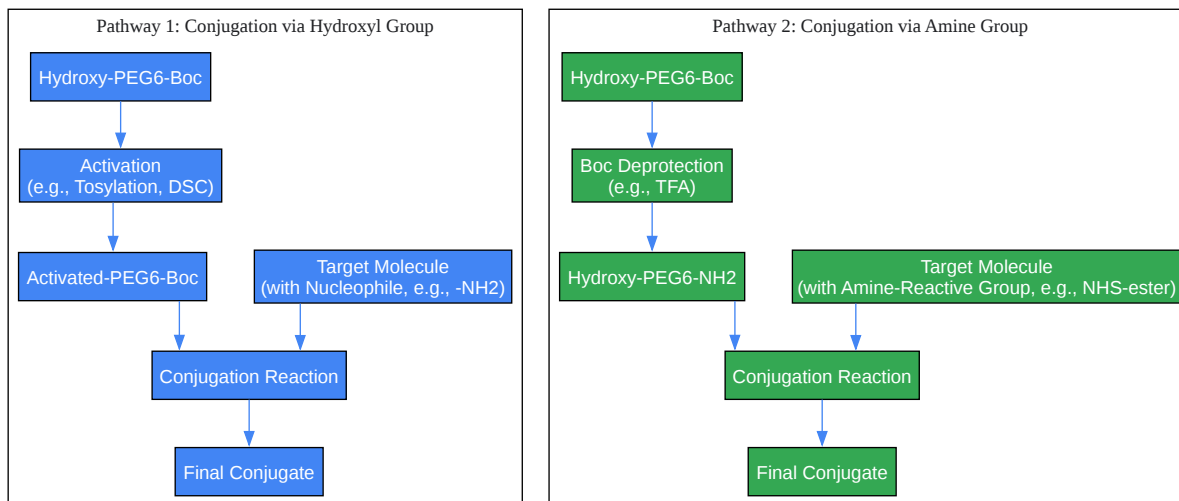 Pathway 1: Conjugation via Hydroxyl Group
Hydroxy-PEG6-Boc
Activation
(e.g., Tosylation, DSC)
Activated-PEG6-Boc
Target Molecule
(with Nucleophile, e.g., -NH2)
Conjugation Reaction
Final Conjugate
Pathway 2: Conjugation via Amine Group
Hydroxy-PEG6-Boc
Boc Deprotection
(e.g., TFA)
Hydroxy-PEG6-NH2
Target Molecule
(with Amine-Reactive Group, e.g., NHS-ester)
Conjugation Reaction
Final Conjugate